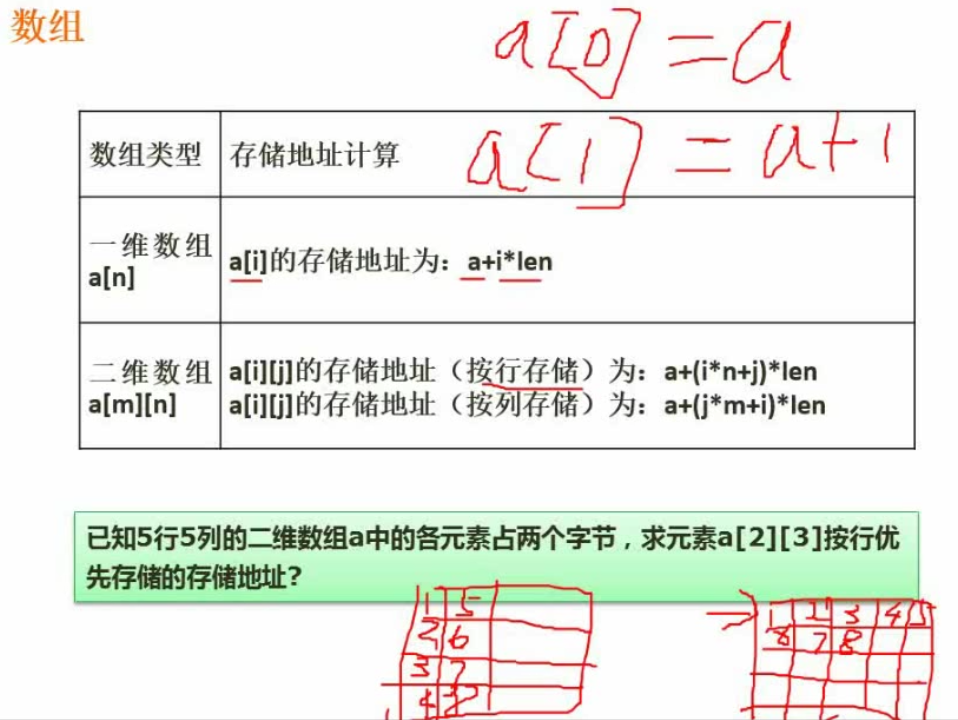 数组
a[0]=a
数组类型 存储地址计算 a[1]=a+1
一维数组 a[i]的存储地址为：a+i*len
a[n]
二维数组 a[i][j]的存储地址（按行存储）为：a+(i*n+j)*len
a[m][n] a[i][j]的存储地址（按列存储）为：a+(j*m+i)*len
已知5行5列的二维数组a中的各元素占两个字节，求元素a[2][3]按行优
先存储的存储地址?
1 5
2 6
3 7
4
1 2 3 4 5
7 8